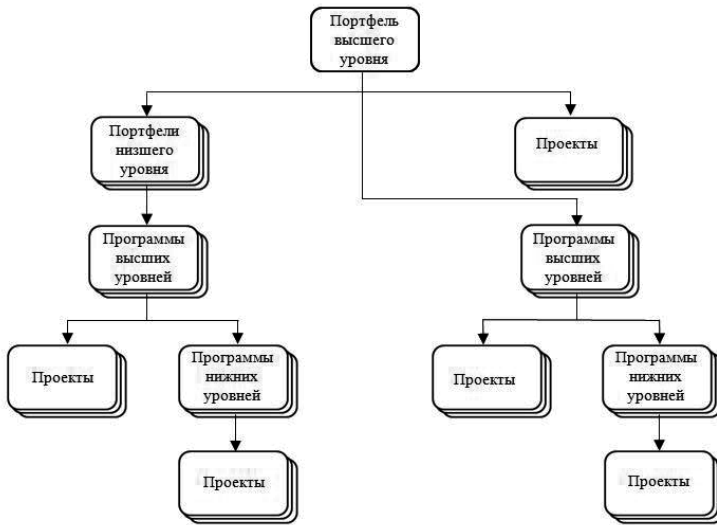 Портфель
высшего
уровня
Портфели
низшего
уровня
Проекты
Программы
высших
уровней
Программы
высших
уровней
Проекты
Программы
нижних
уровней
Проекты
Программы
нижних
уровней
Проекты
Проекты